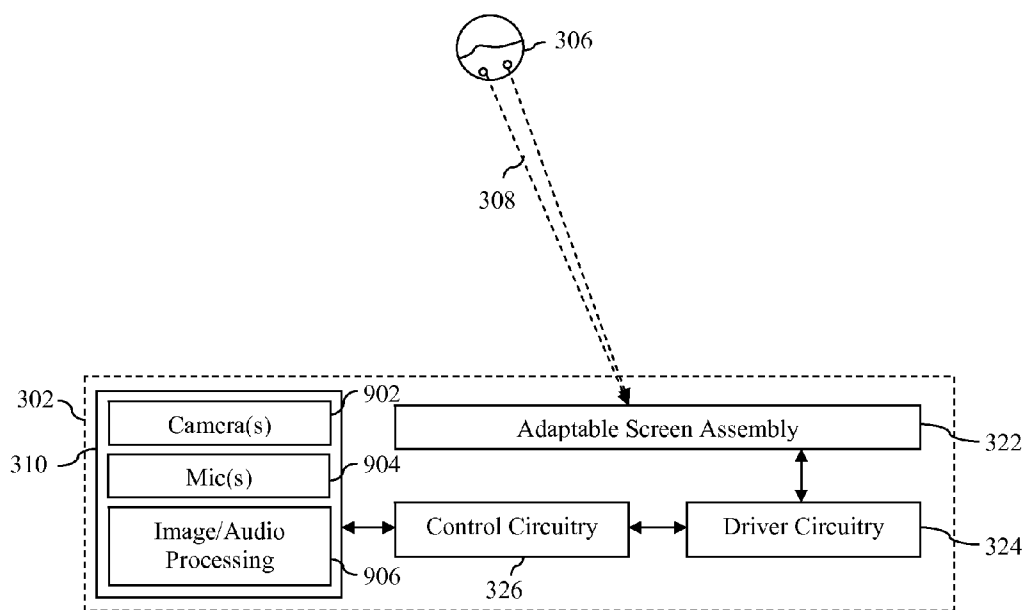 306
308
302
902
Camera(s)
Adaptable Screen Assembly
322
310
904
Mic(s)
Image/Audio
Processing
Control Circuitry
Driver Circuitry
324
906
326